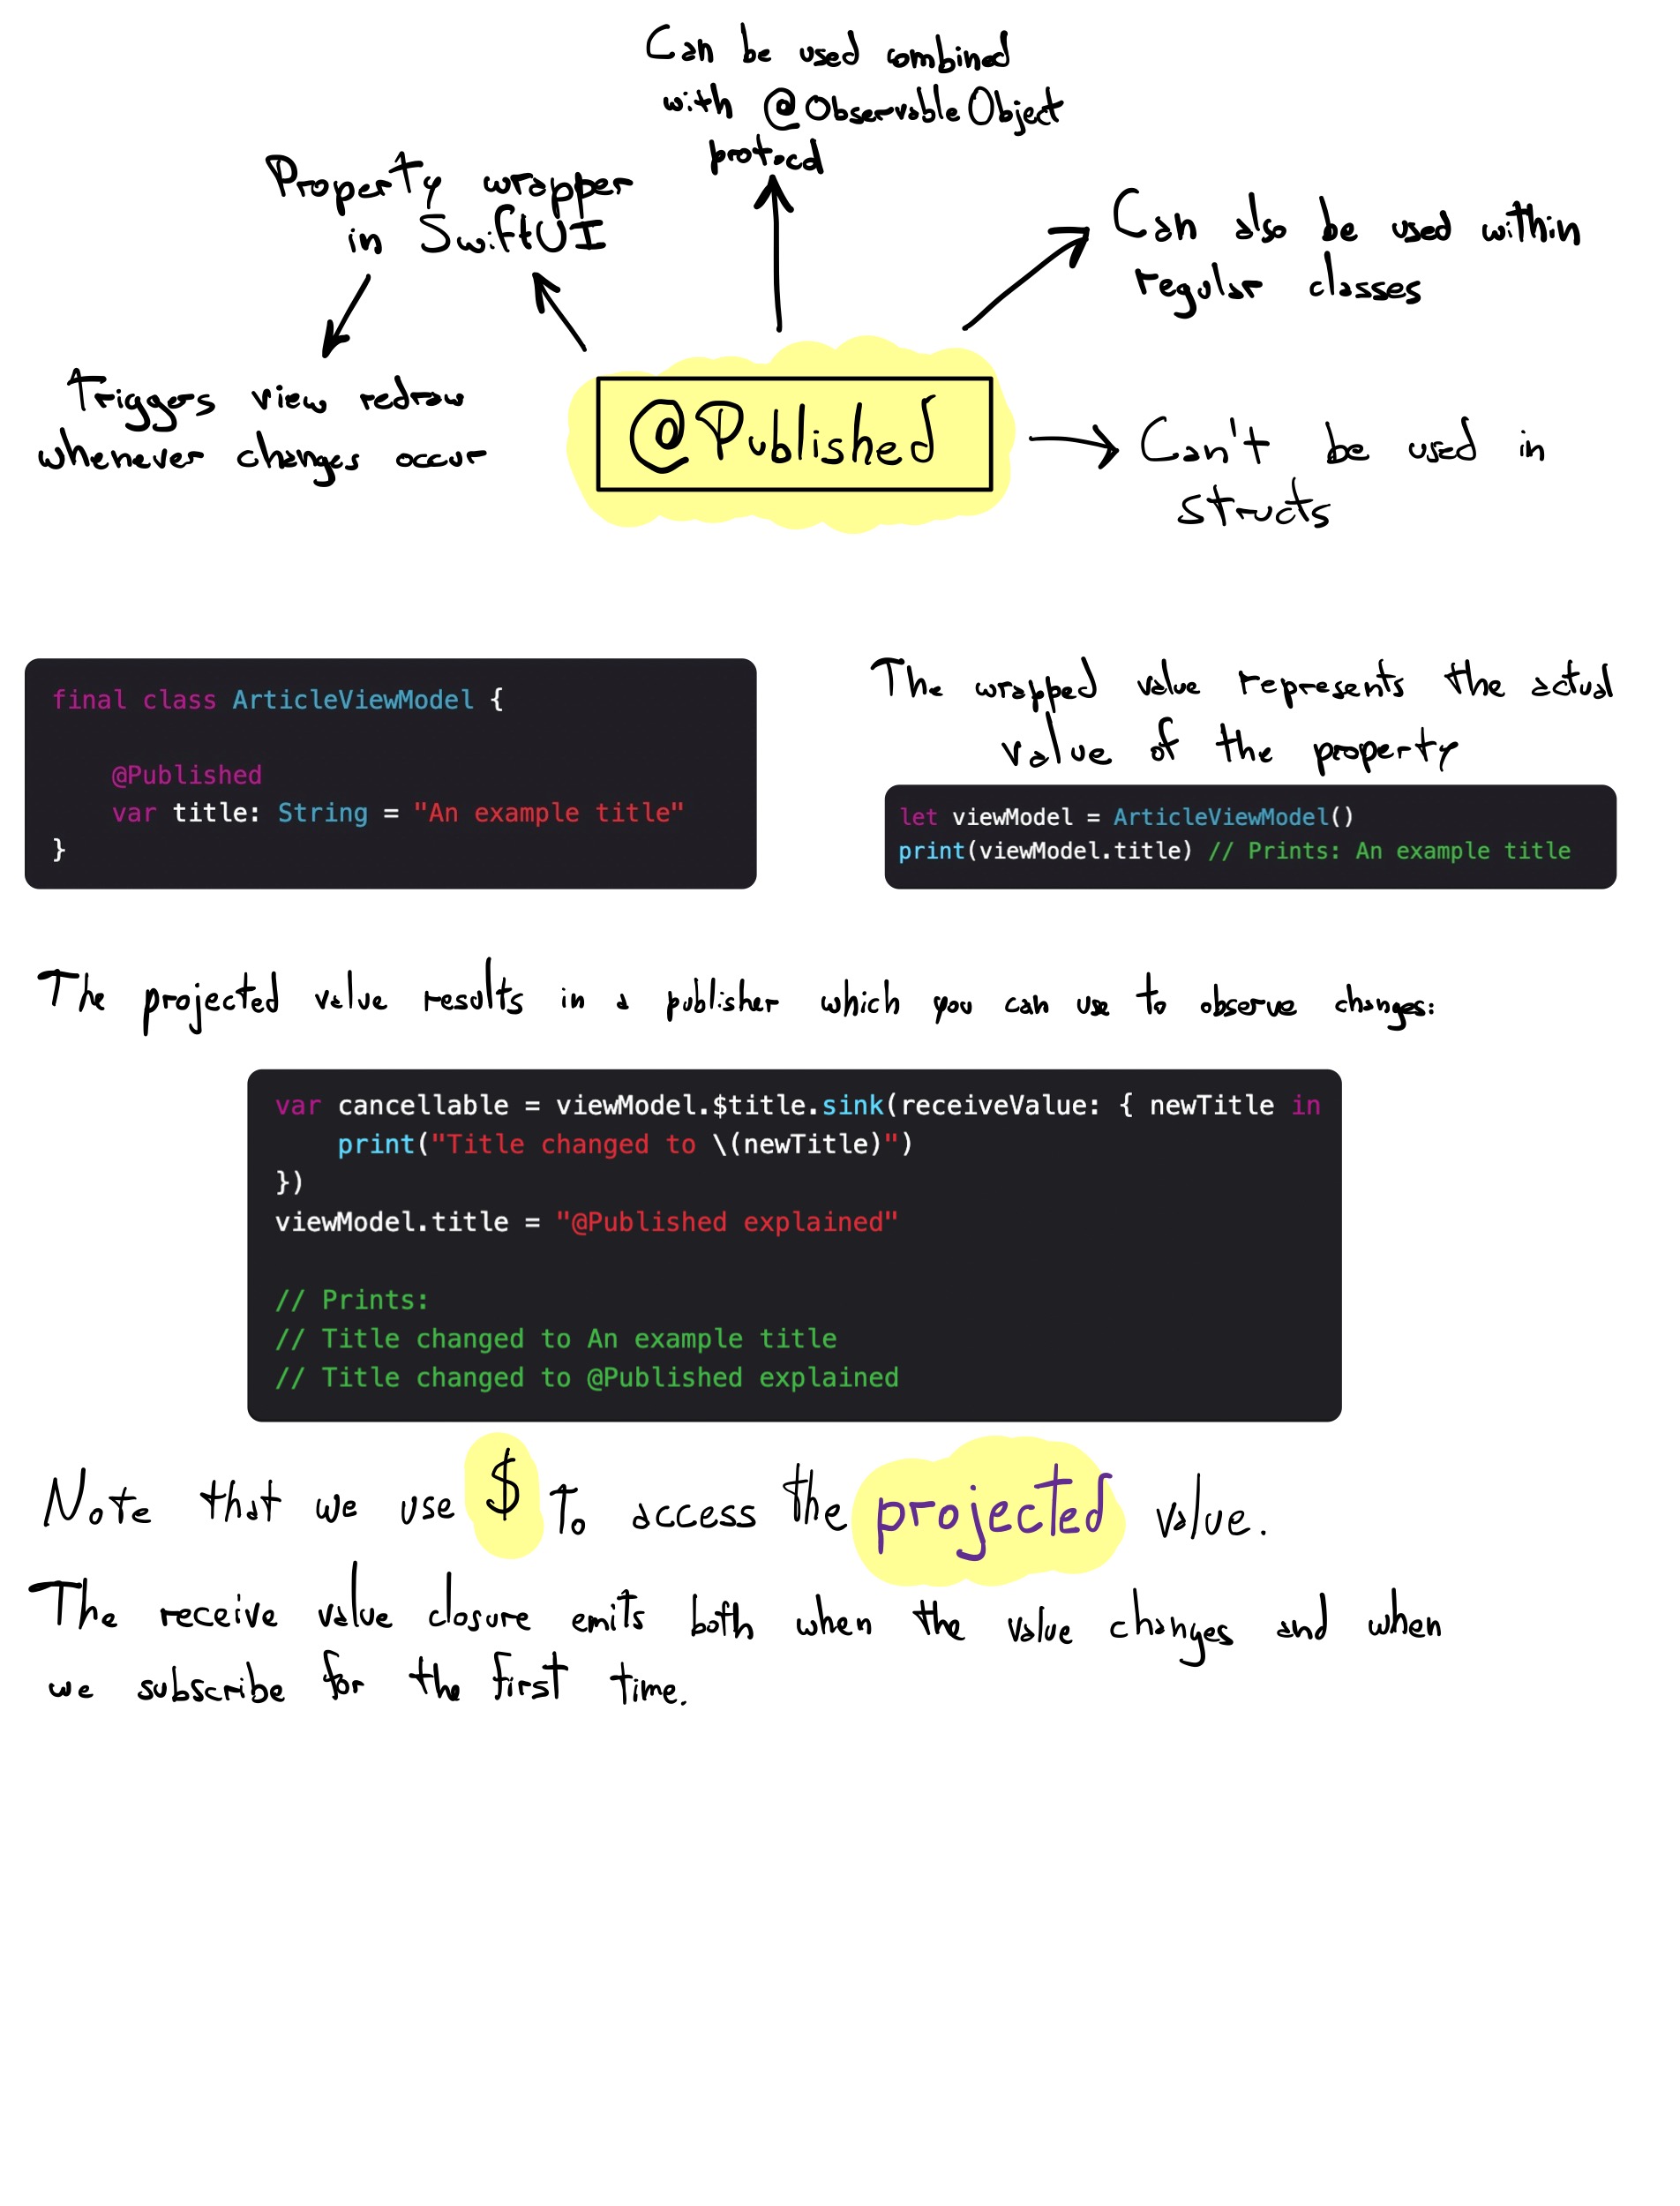 Can be used combined
with @ObservableObject
protocol
Property wrapper
in SwiftUI
Can also be used within
regular classes
Triggers view redraw
whenever changes occur
@Published
Can't be used in
structs
final class ArticleViewModel {
@Published
var title: String = "An example title"
}
The wrapped value represents the actual
value of the property
let viewModel = ArticleViewModel()
print(viewModel.title) // Prints: An example title
The projected value results in a publisher which you can use to observe changes:
var cancellable = viewModel.$title.sink(receiveValue: { newTitle in
print("Title changed to \(newTitle)")
})
viewModel.title = "@Published explained"
// Prints:
// Title changed to An example title
// Title changed to @Published explained
Note that we use $ to access the projected value.
The receive value closure emits both when the value changes and when
we subscribe for the first time.